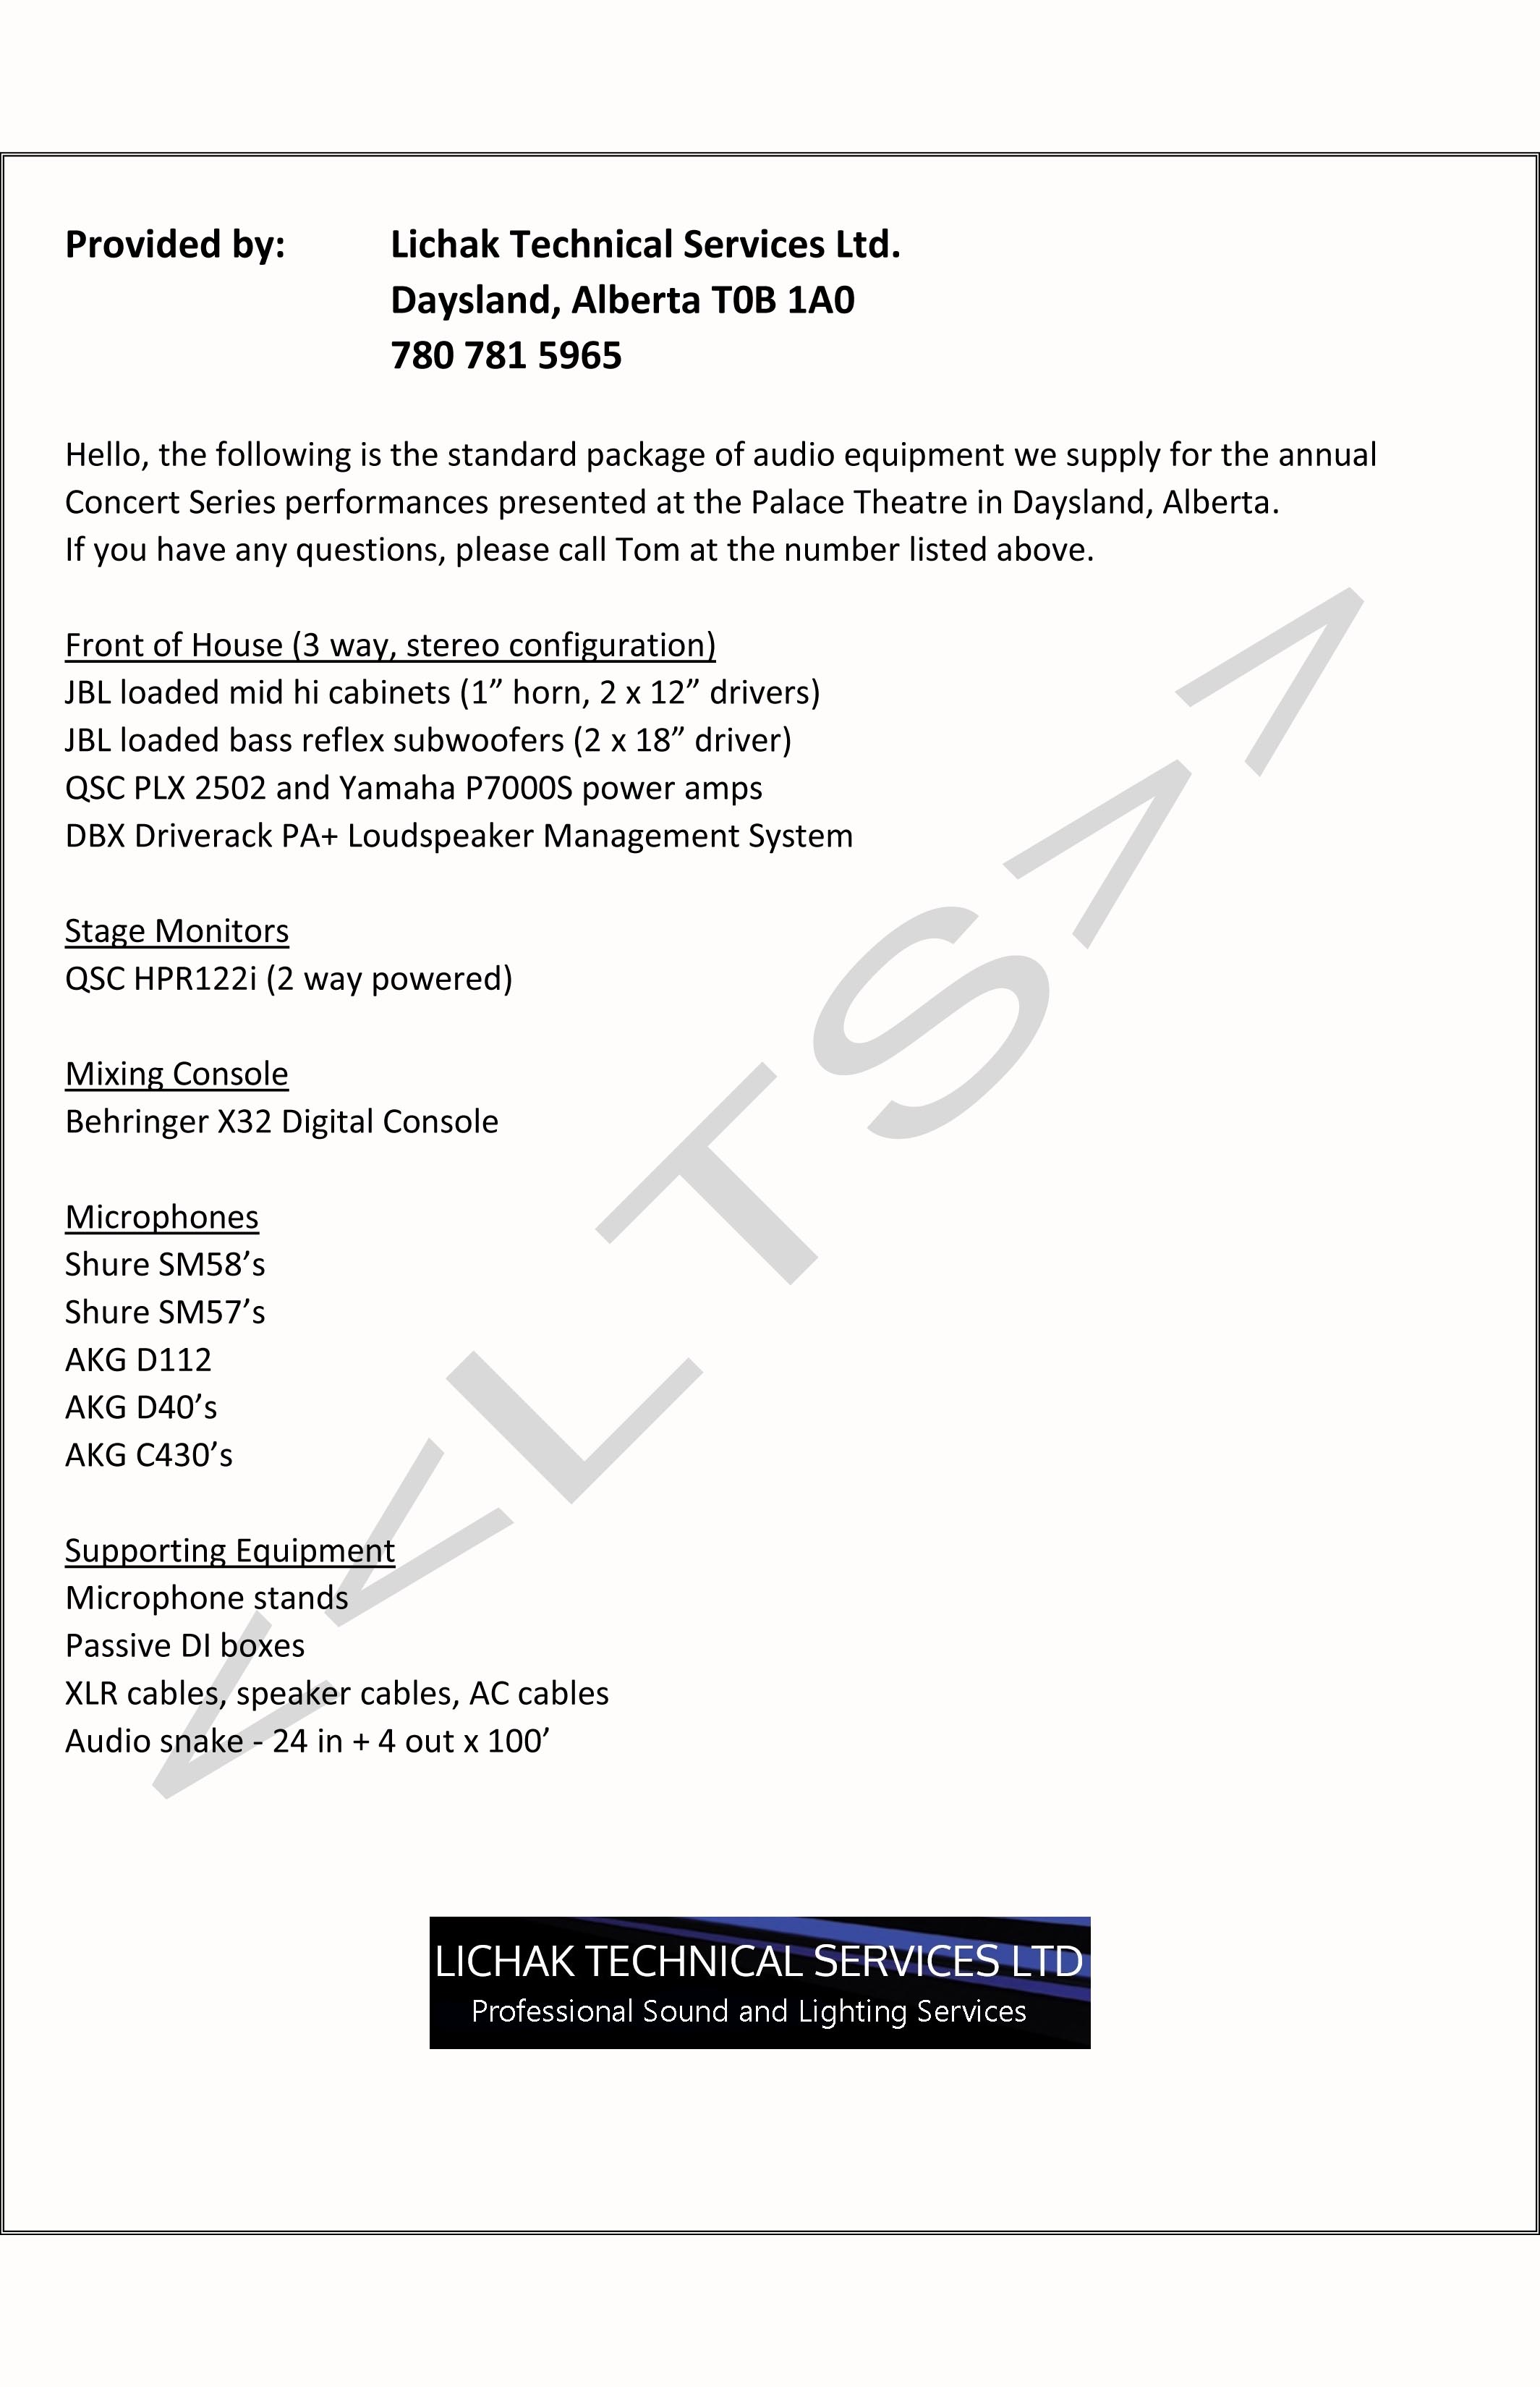 Provided by: Lichak Technical Services Ltd.
Daysland, Alberta T0B 1A0
780 781 5965
Hello, the following is the standard package of audio equipment we supply for the annual
Concert Series performances presented at the Palace Theatre in Daysland, Alberta.
If you have any questions, please call Tom at the number listed above.
Front of House (3 way, stereo configuration)
JBL loaded mid hi cabinets (1” horn, 2 x 12” drivers)
JBL loaded bass reflex subwoofers (2 x 18” driver)
QSC PLX 2502 and Yamaha P7000S power amps
DBX Driverack PA+ Loudspeaker Management System
Stage Monitors
QSC HPR122i (2 way powered)
Mixing Console
Behringer X32 Digital Console
Microphones
Shure SM58’s
Shure SM57’s
AKG D112
AKG D40’s
AKG C430’s
Supporting Equipment
Microphone stands
Passive DI boxes
XLR cables, speaker cables, AC cables
Audio snake - 24 in + 4 out x 100’
<<LTS>>
LICHAK TECHNICAL SERVICES LTD
Professional Sound and Lighting Services